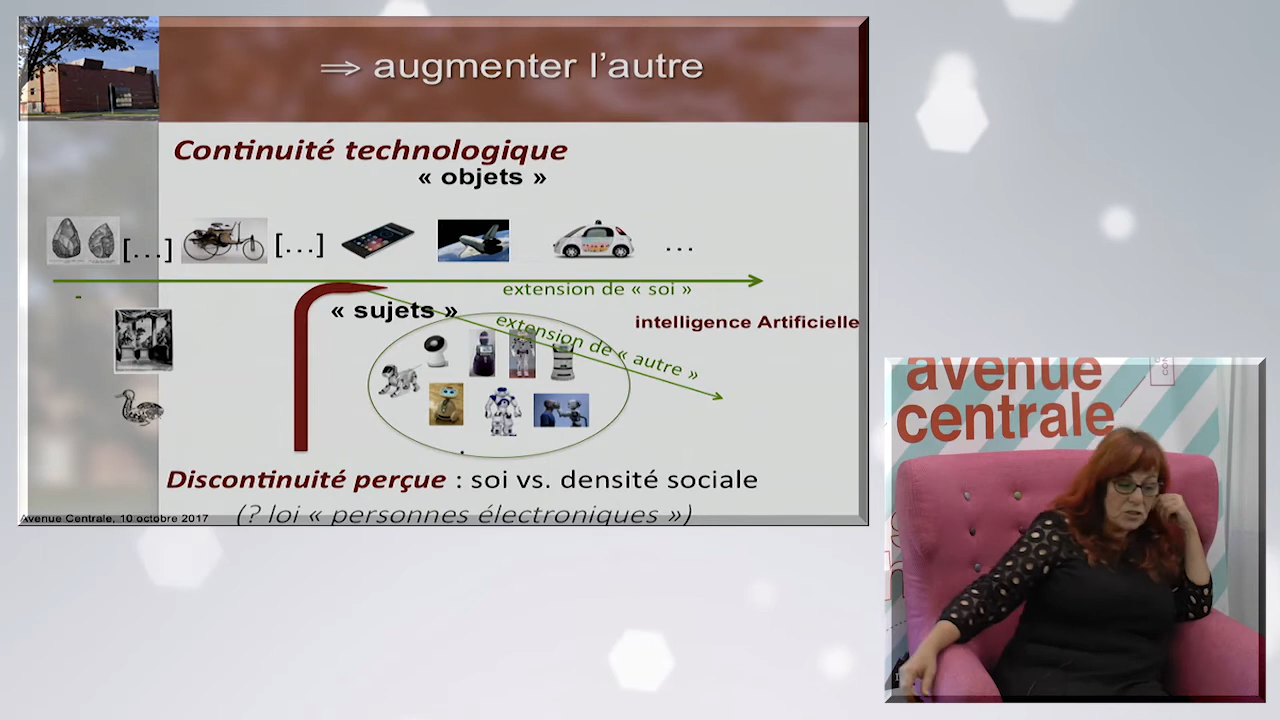 ⇒ augmenter l’autre
Continuité technologique
« objets »
[...]
[...]
...
extension de « soi »
« sujets »
intelligence Artificielle
extension de « autre »
Discontinuité perçue : soi vs. densité sociale
Avenue Centrale, 10 octobre 2017
(? loi « personnes électroniques »)
avenue
centrale